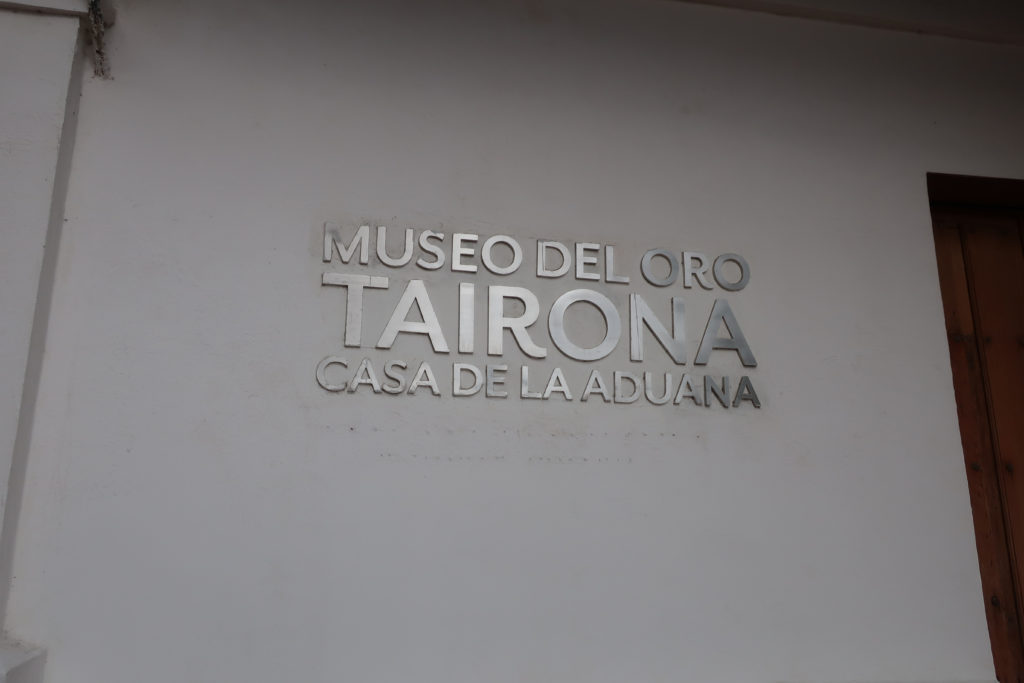 MUSEO DEL ORO
TAIRONA
CASA DE LA ADUANA